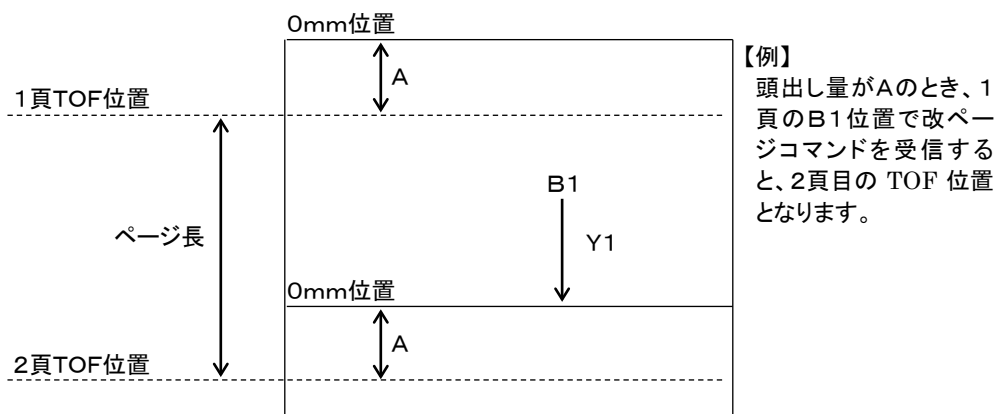 0mm位置
A
1頁TOF位置
【例】
頭出し量がAのとき、1
頁のB1位置で改ペー
ジコマンドを受信する
と、2頁目の TOF 位置
となります。
B1
ページ長
Y1
0mm位置
A
2頁TOF位置